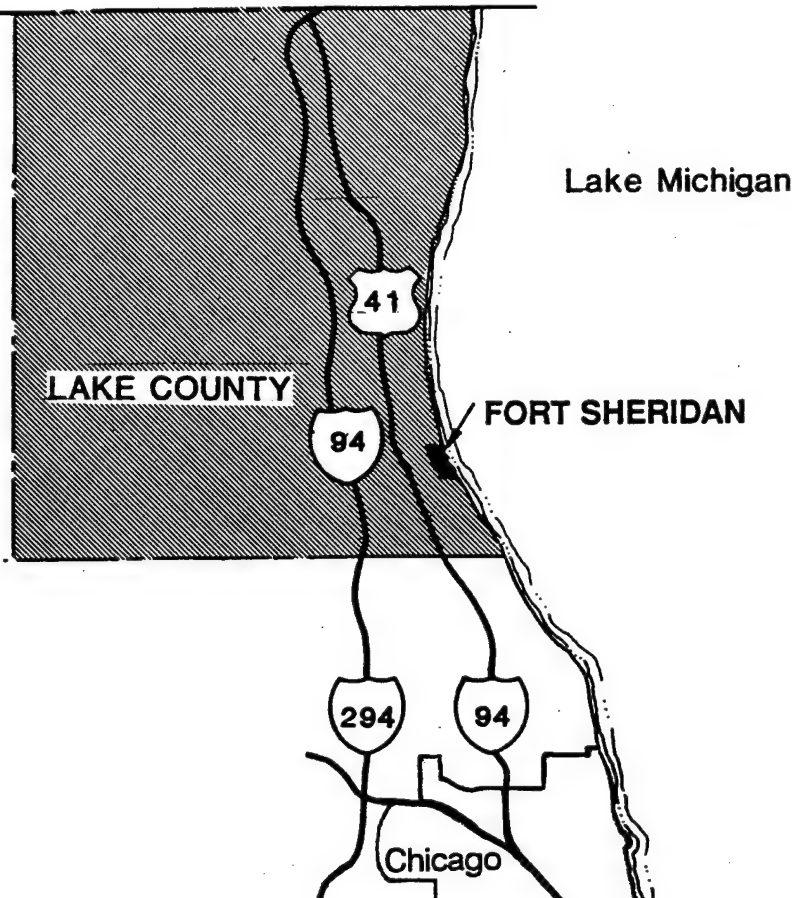 Lake Michigan
41
LAKE COUNTY
FORT SHERIDAN
94
294
94
Chicago